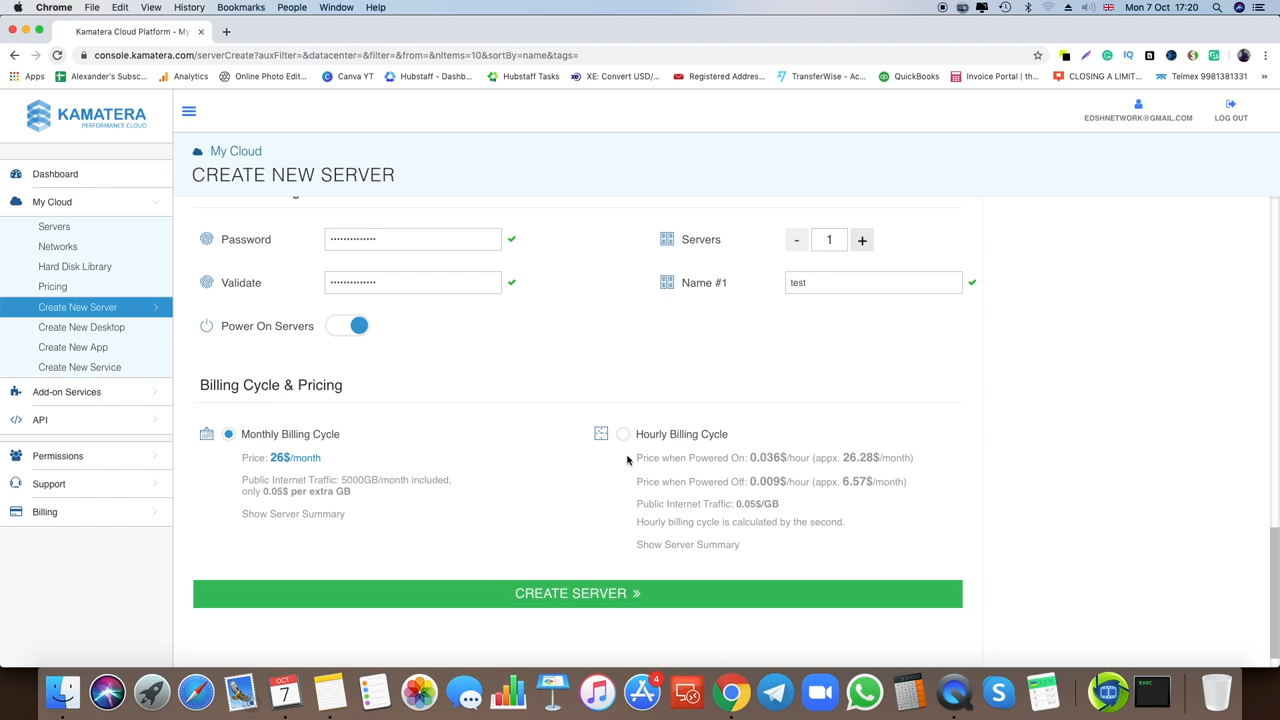 Chrome File Edit View History Bookmarks People Window Help Mon 7 Oct 17:20
Kamatera Cloud Platform - My
console.kamatera.com/serverCreate?auxFilter=&datacenter=&filter=&from=&nItems=10&sortBy=name&tags=
Apps Alexander's Subsc... Analytics Online Photo Edit... Canva YT Hubstaff - Dashb... Hubstaff Tasks XE: Convert USD/... Registered Addres... TransferWise - Ac... QuickBooks Invoice Portal | th... CLOSING A LIMIT... Telmex 9981381331 »
KAMATERA
PERFORMANCE CLOUD
EDSHNETWORK@GMAIL.COM LOG OUT
My Cloud
CREATE NEW SERVER
Dashboard
My Cloud
Servers
Networks
Hard Disk Library
Pricing
Create New Server
Create New Desktop
Create New App
Create New Service
Add-on Services
API
Permissions
Support
Billing
Password •••••••••••••• Servers - 1 +
Validate •••••••••••••• Name #1 test
Power On Servers
Billing Cycle & Pricing
Monthly Billing Cycle
Price: 26$/month
Public Internet Traffic: 5000GB/month included,
only 0.05$ per extra GB
Show Server Summary
Hourly Billing Cycle
Price when Powered On: 0.036$/hour (appx. 26.28$/month)
Price when Powered Off: 0.009$/hour (appx. 6.57$/month)
Public Internet Traffic: 0.05$/GB
Hourly billing cycle is calculated by the second.
Show Server Summary
CREATE SERVER »
OCT
7
4
exec